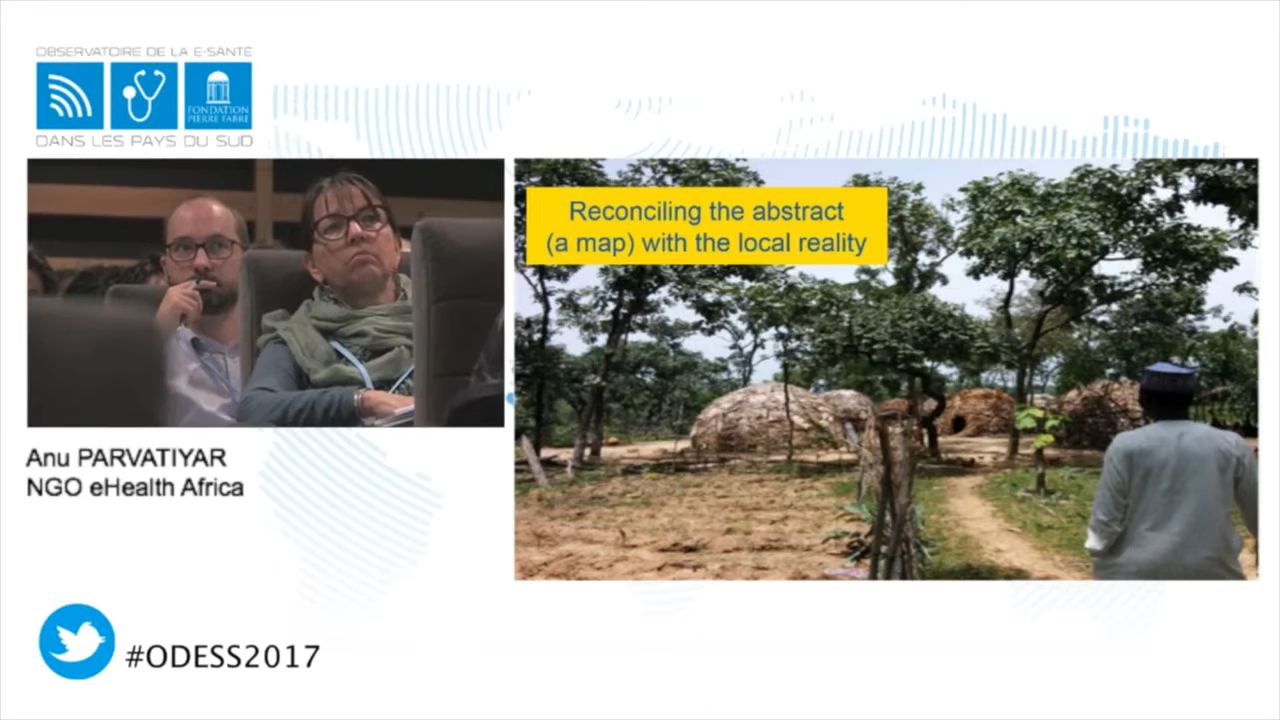 OBSERVATOIRE DE LA E-SANTÉ
FONDATION
PIERRE FABRE
DANS LES PAYS DU SUD
Reconciling the abstract
(a map) with the local reality
Anu PARVATIYAR
NGO eHealth Africa
#ODESS2017